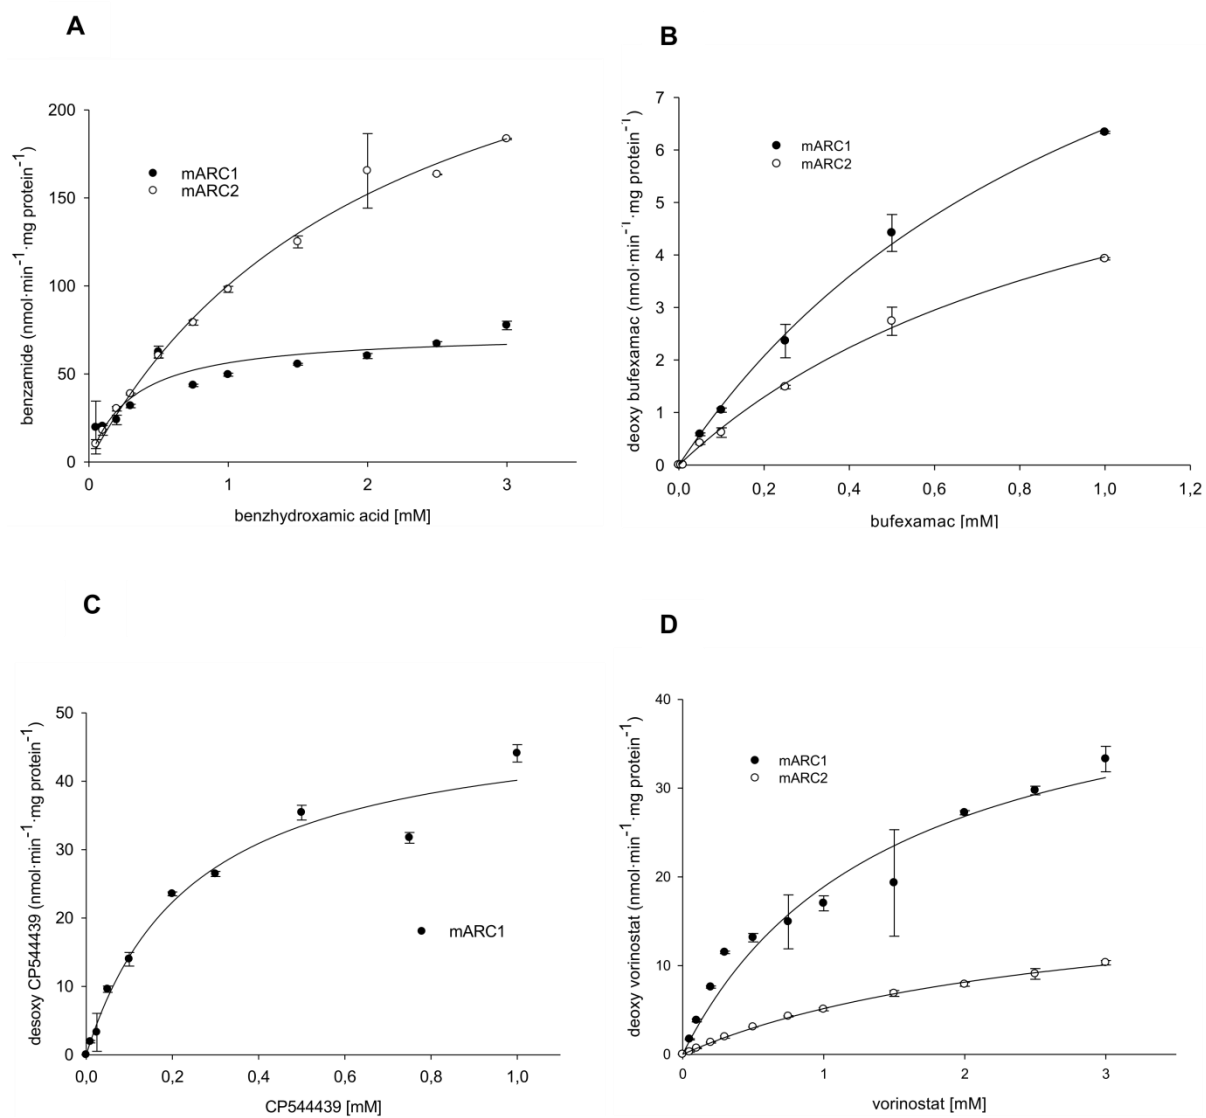 A
benzamide (nmol·min⁻¹·mg protein⁻¹)
200
150
100
50
0
mARC1
mARC2
0 1 2 3
benzhydroxamic acid [mM]
B
deoxy bufexamac (nmol·min⁻¹·mg protein⁻¹)
7
6
5
4
3
2
1
0
mARC1
mARC2
0,0 0,2 0,4 0,6 0,8 1,0 1,2
bufexamac [mM]
C
desoxy CP544439 (nmol·min⁻¹·mg protein⁻¹)
50
40
30
20
10
0
mARC1
0,0 0,2 0,4 0,6 0,8 1,0
CP544439 [mM]
D
deoxy vorinostat (nmol·min⁻¹·mg protein⁻¹)
40
30
20
10
0
mARC1
mARC2
0 1 2 3
vorinostat [mM]